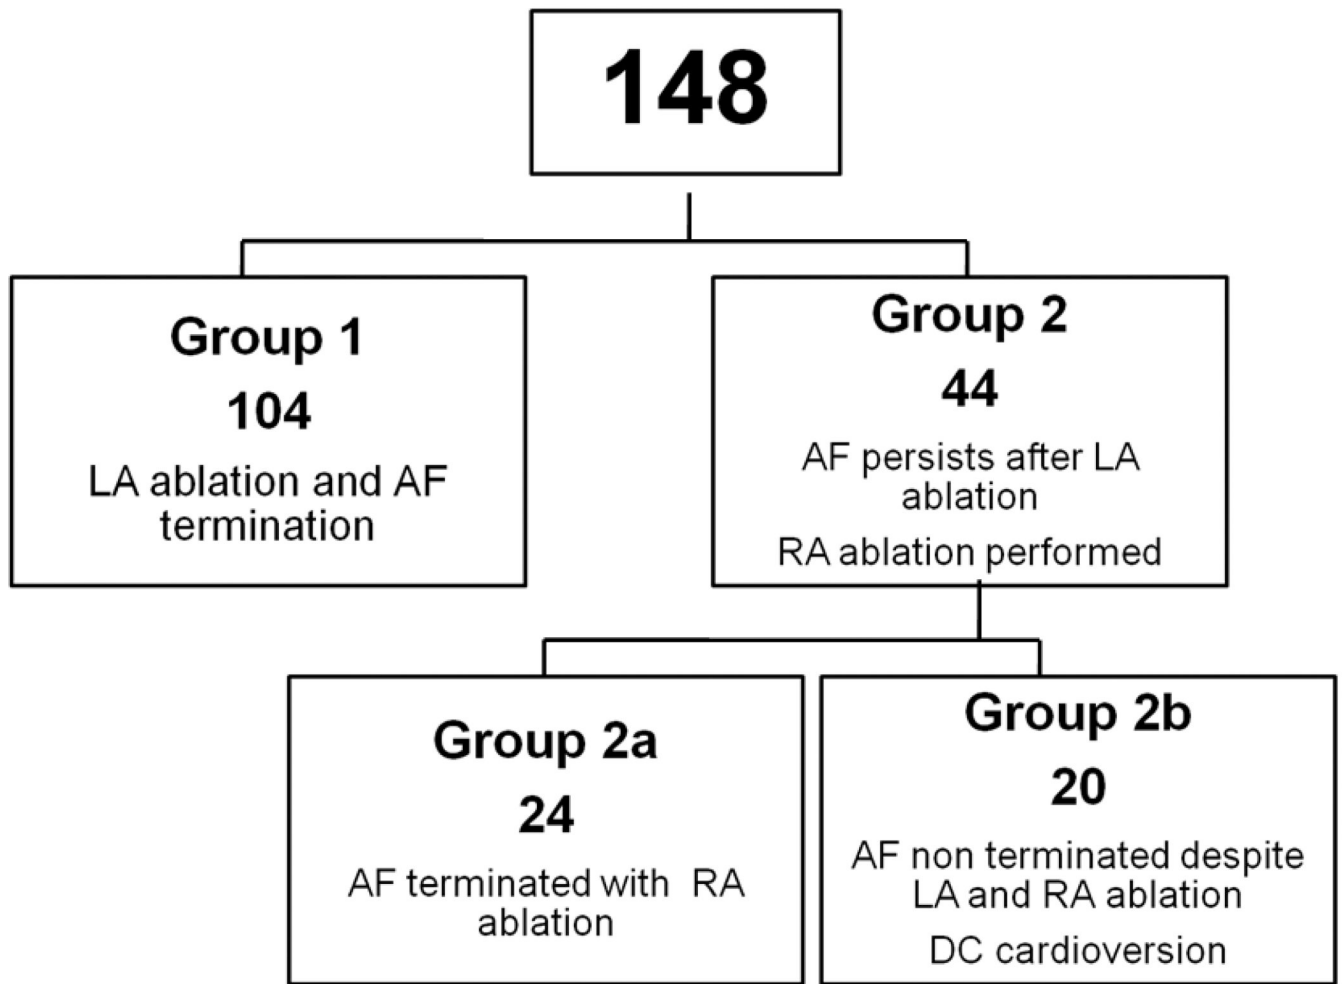 148
Group 1
104
LA ablation and AF
termination
Group 2
44
AF persists after LA
ablation
RA ablation performed
Group 2a
24
AF terminated with RA
ablation
Group 2b
20
AF non terminated despite
LA and RA ablation
DC cardioversion